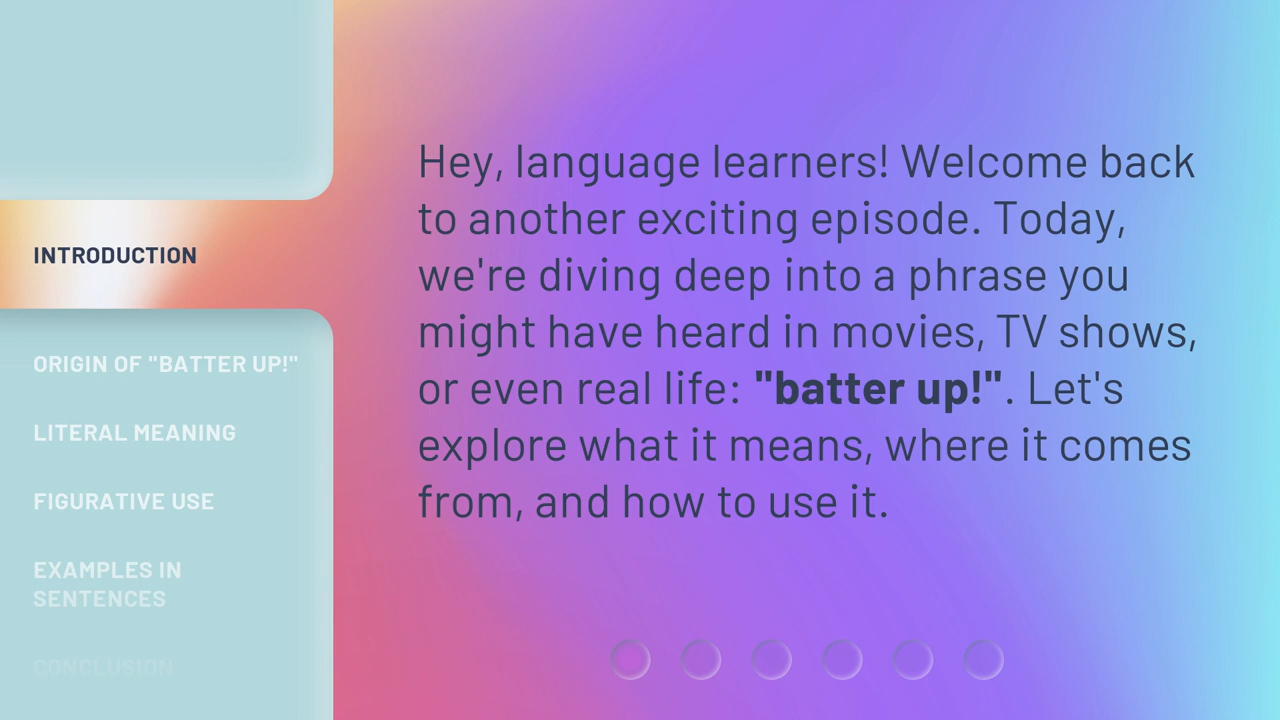 INTRODUCTION
ORIGIN OF "BATTER UP!"
LITERAL MEANING
FIGURATIVE USE
EXAMPLES IN
SENTENCES
CONCLUSION
Hey, language learners! Welcome back
to another exciting episode. Today,
we're diving deep into a phrase you
might have heard in movies, TV shows,
or even real life: "batter up!". Let's
explore what it means, where it comes
from, and how to use it.